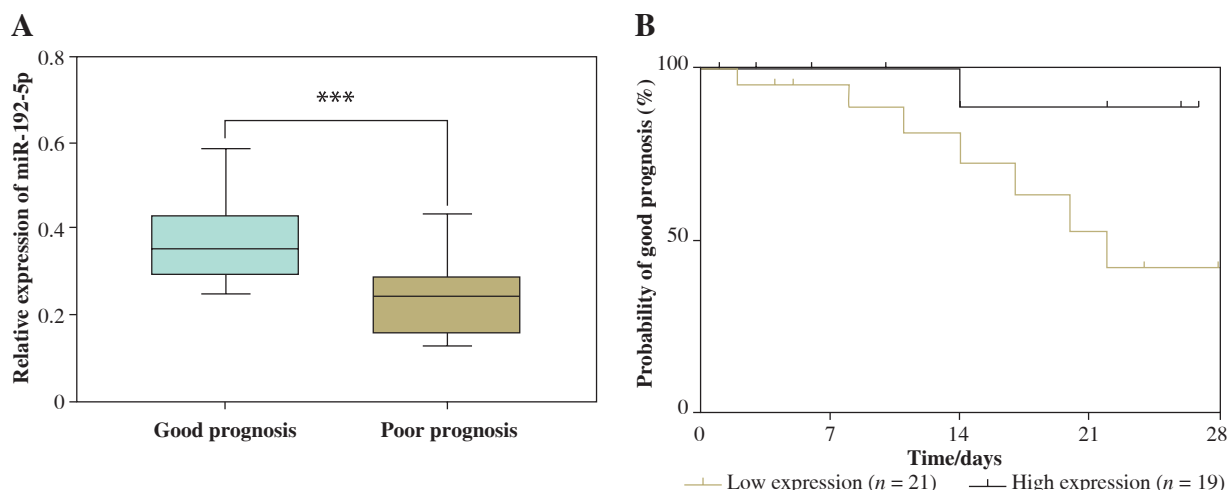 A
Relative expression of miR-192-5p
0.8
0.6
0.4
0.2
0
***
Good prognosis
Poor prognosis
B
Probability of good prognosis (%)
100
50
0
0 7 14 21 28
Time/days
Low expression (n = 21) High expression (n = 19)